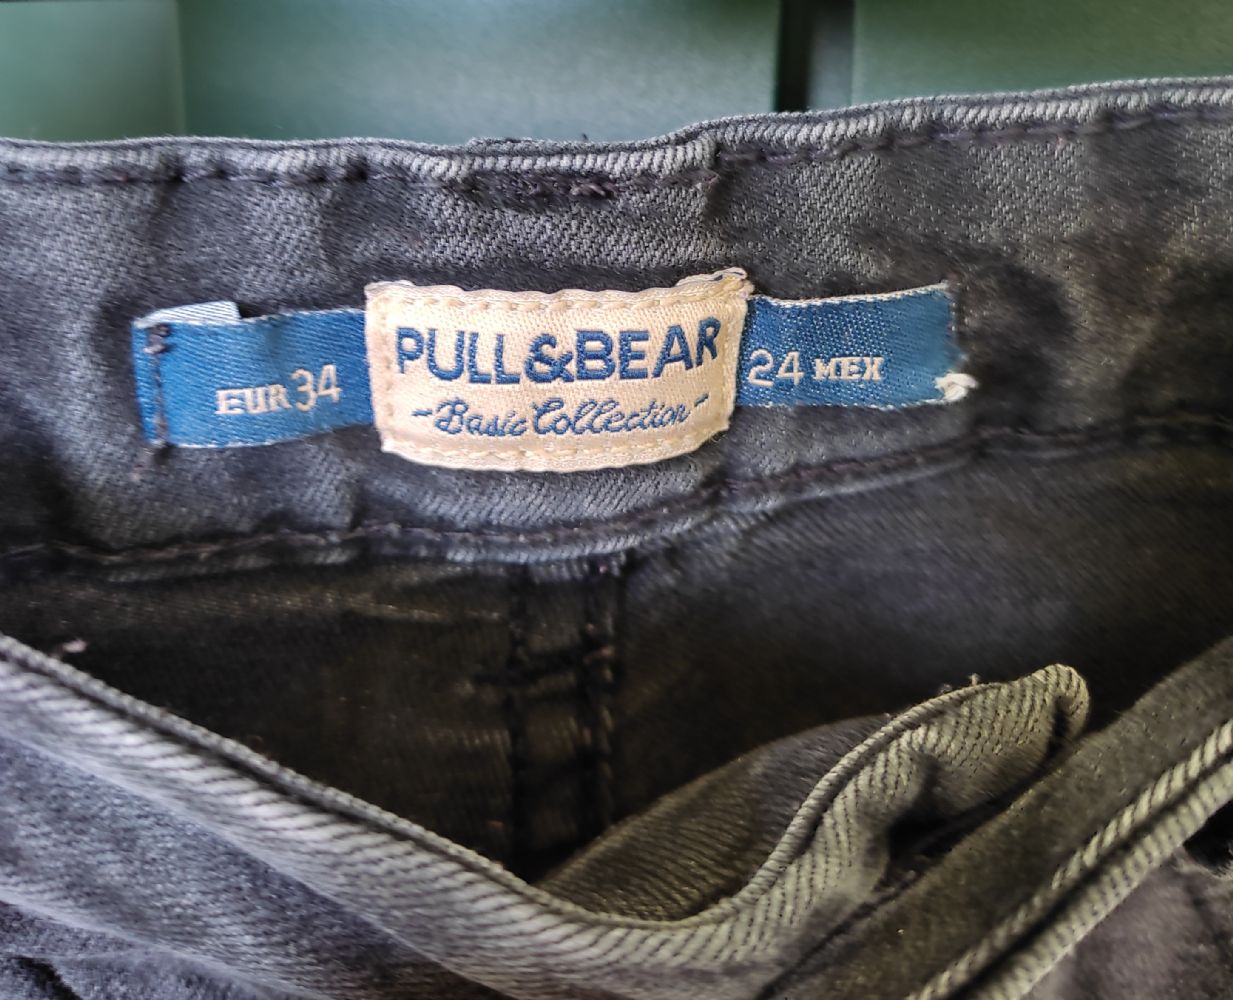 EUR 34
PULL&BEAR
-Basic Collection-
24 MEX